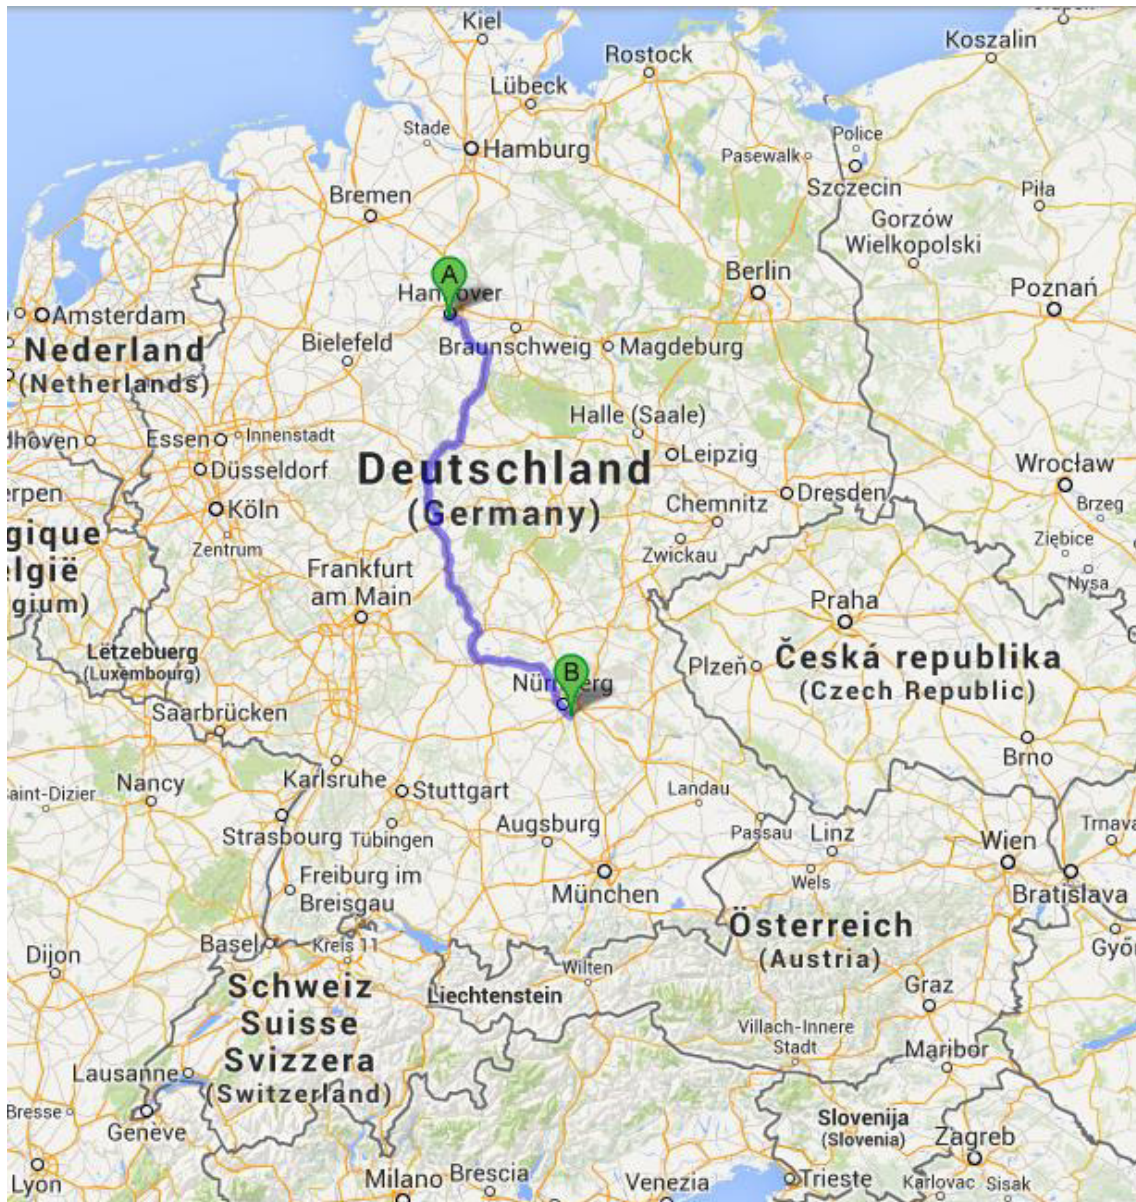 Kiel
Koszalin
Rostock
Lübeck
Stade
Hamburg
Police
Pasewalk
Szczecin
Piła
Bremen
Gorzów
Wielkopolski
Berlin
A
Poznań
Amsterdam
Nederland
(Netherlands)
Bielefeld
Braunschweig
Magdeburg
Halle (Saale)
Essen
Innenstadt
Leipzig
Düsseldorf
Deutschland
(Germany)
Wrocław
Köln
Chemnitz
Dresden
Brzeg
Zentrum
Zwickau
Ziębice
Nysa
Frankfurt
am Main
Praha
Lëtzebuerg
(Luxembourg)
Plzeň
Česká republika
(Czech Republic)
B
Saarbrücken
Brno
Nancy
Karlsruhe
Stuttgart
Landau
Saint-Dizier
Strasbourg
Tübingen
Augsburg
Passau
Linz
Wien
Freiburg im
Breisgau
München
Wels
Bratislava
Österreich
(Austria)
Basel
Kreis 11
Dijon
Wilten
Schweiz
Suisse
Svizzera
(Switzerland)
Liechtenstein
Graz
Villach-Innere
Stadt
Maribor
Lausanne
Genève
Slovenija
(Slovenia)
Zagreb
Lyon
Milano
Brescia
Venezia
Trieste
Karlovac
Sisak